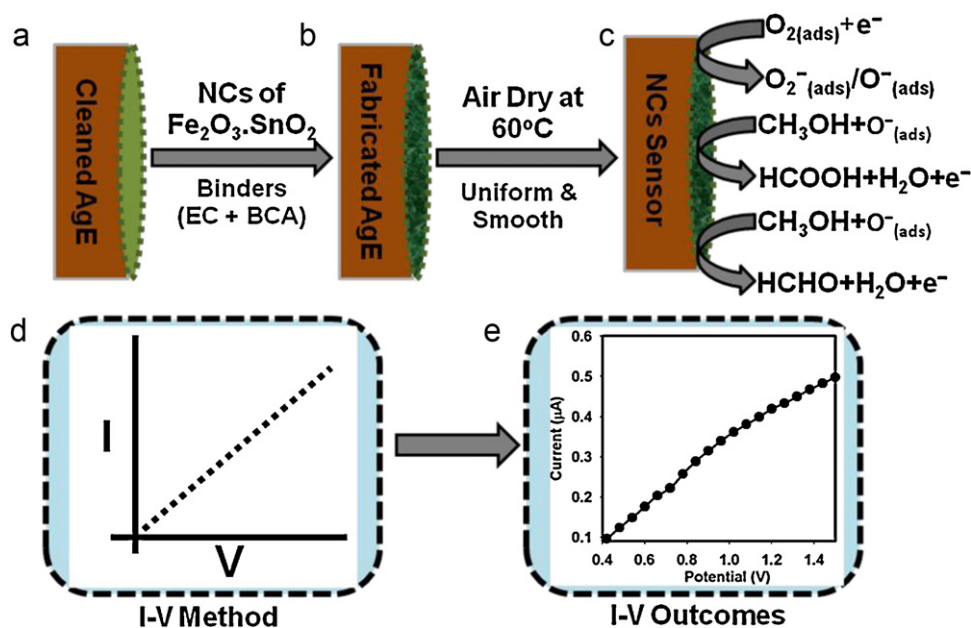 a
b
c
Cleaned AgE
NCs of
Fe₂O₃.SnO₂
Binders
(EC + BCA)
Fabricated AgE
Air Dry at
60°C
Uniform &
Smooth
NCs Sensor
O₂₍ads₎+e⁻
O₂⁻₍ads₎/O⁻₍ads₎
CH₃OH+O⁻₍ads₎
HCOOH+H₂O+e⁻
CH₃OH+O⁻₍ads₎
HCHO+H₂O+e⁻
d
I
V
I-V Method
e
Current (µA)
0.6
0.5
0.4
0.3
0.2
0.1
0.4 0.6 0.8 1.0 1.2 1.4
Potential (V)
I-V Outcomes